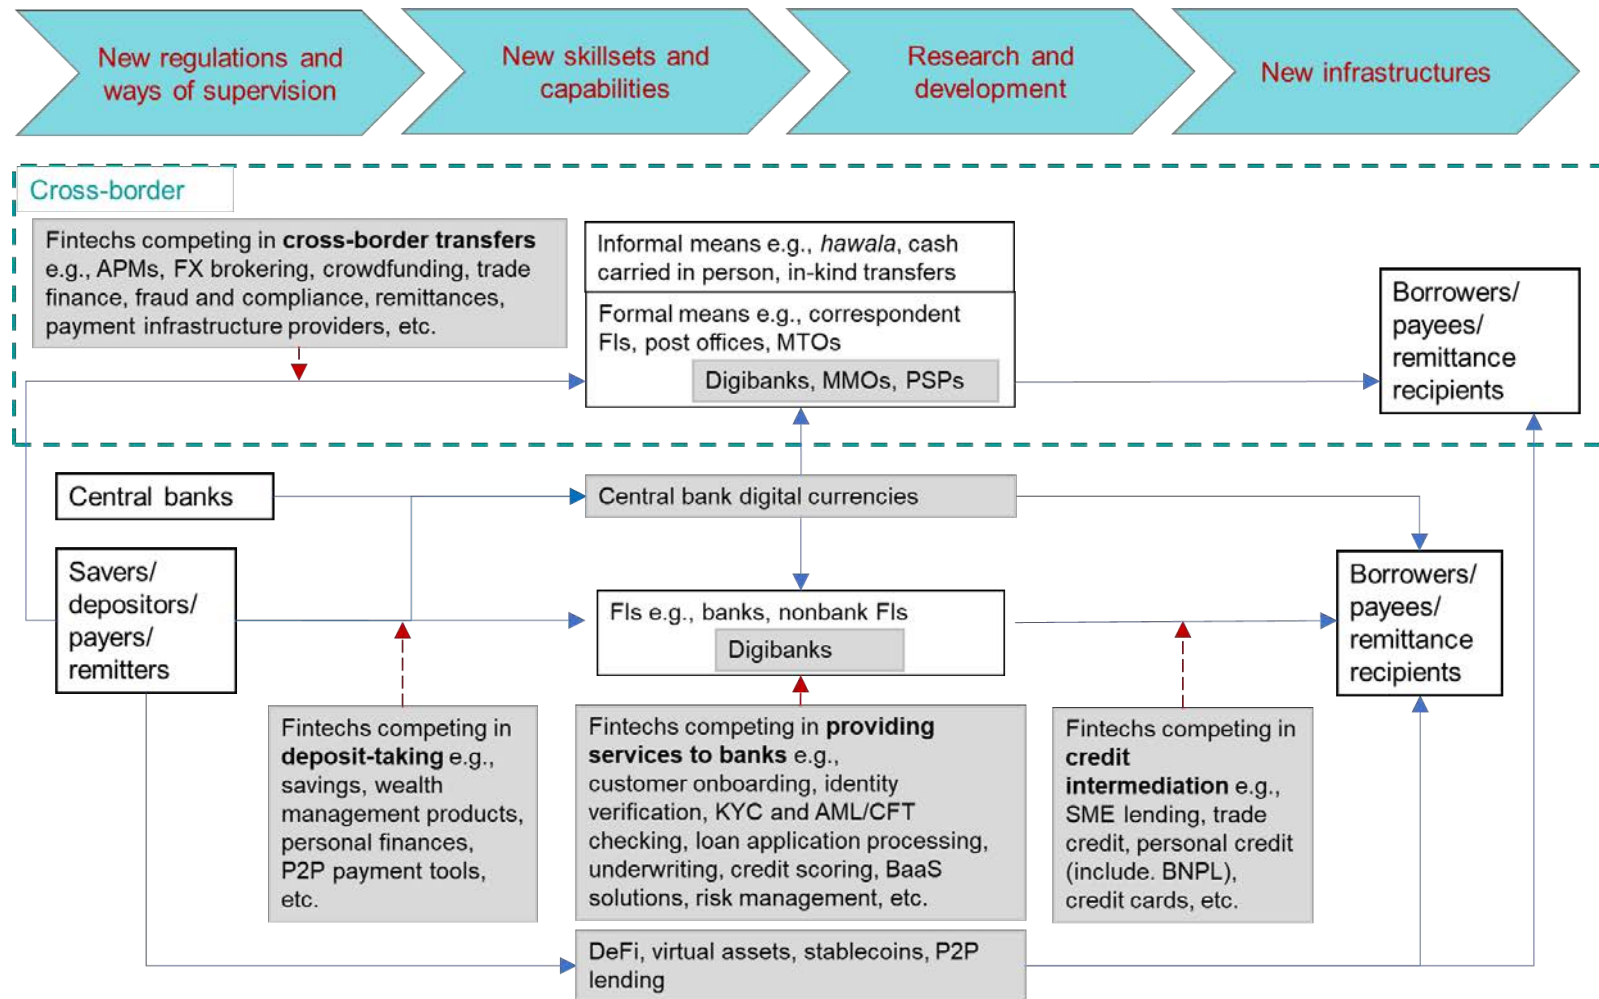 New regulations and
ways of supervision
New skillsets and
capabilities
Research and
development
New infrastructures
Cross-border
Fintechs competing in cross-border transfers
e.g., APMs, FX brokering, crowdfunding, trade
finance, fraud and compliance, remittances,
payment infrastructure providers, etc.
Informal means e.g., hawala, cash
carried in person, in-kind transfers
Formal means e.g., correspondent
FIs, post offices, MTOs
Digibanks, MMOs, PSPs
Borrowers/
payees/
remittance
recipients
Central banks
Central bank digital currencies
Savers/
depositors/
payers/
remitters
FIs e.g., banks, nonbank FIs
Digibanks
Borrowers/
payees/
remittance
recipients
Fintechs competing in
deposit-taking e.g.,
savings, wealth
management products,
personal finances,
P2P payment tools,
etc.
Fintechs competing in providing
services to banks e.g.,
customer onboarding, identity
verification, KYC and AML/CFT
checking, loan application processing,
underwriting, credit scoring, BaaS
solutions, risk management, etc.
Fintechs competing in
credit
intermediation e.g.,
SME lending, trade
credit, personal credit
(include. BNPL),
credit cards, etc.
DeFi, virtual assets, stablecoins, P2P
lending